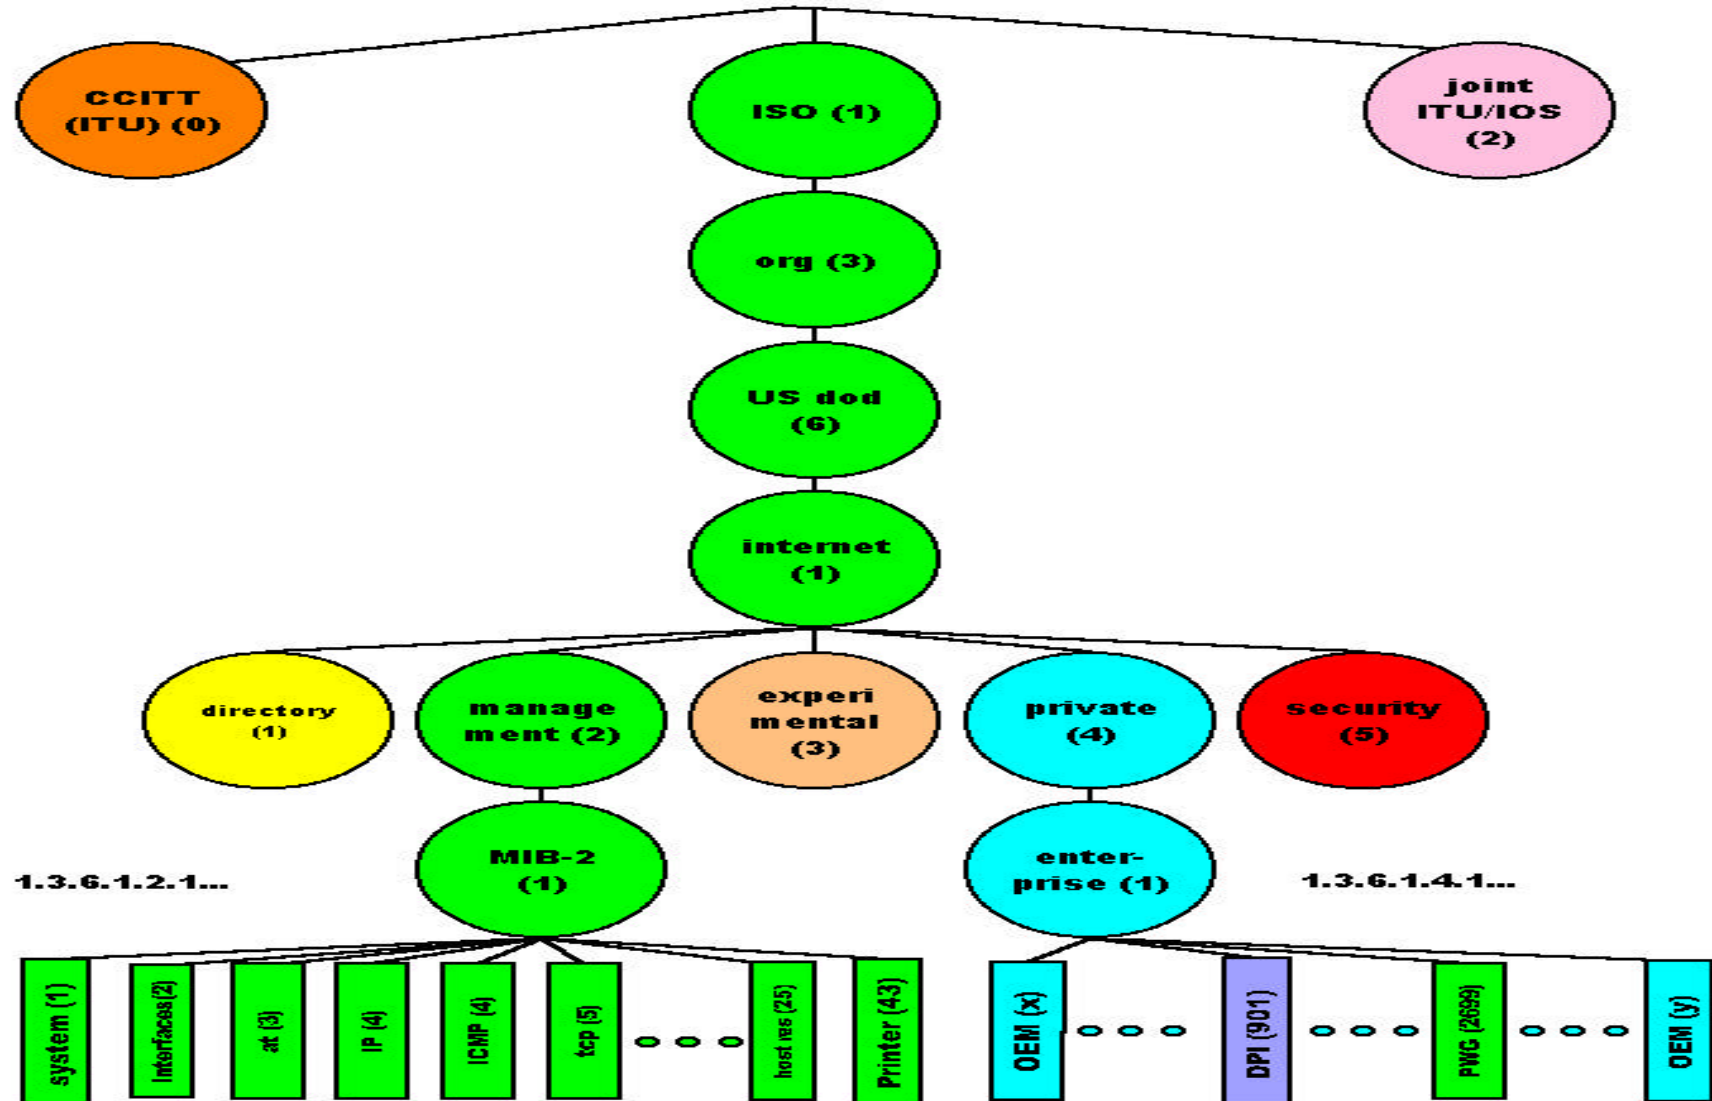 CCITT
(ITU) (0)
ISO (1)
joint
ITU/IOS
(2)
org (3)
US dod
(6)
internet
(1)
directory
(1)
manage
ment (2)
experi
mental
(3)
private
(4)
security
(5)
1.3.6.1.2.1...
MIB-2
(1)
enter-
prise (1)
1.3.6.1.4.1...
system (1)
Interfaces(2)
at (3)
IP (4)
ICMP (4)
tcp (5)
host res (25)
Printer (43)
OEM (x)
DPI (901)
PWG (2699)
OEM (y)